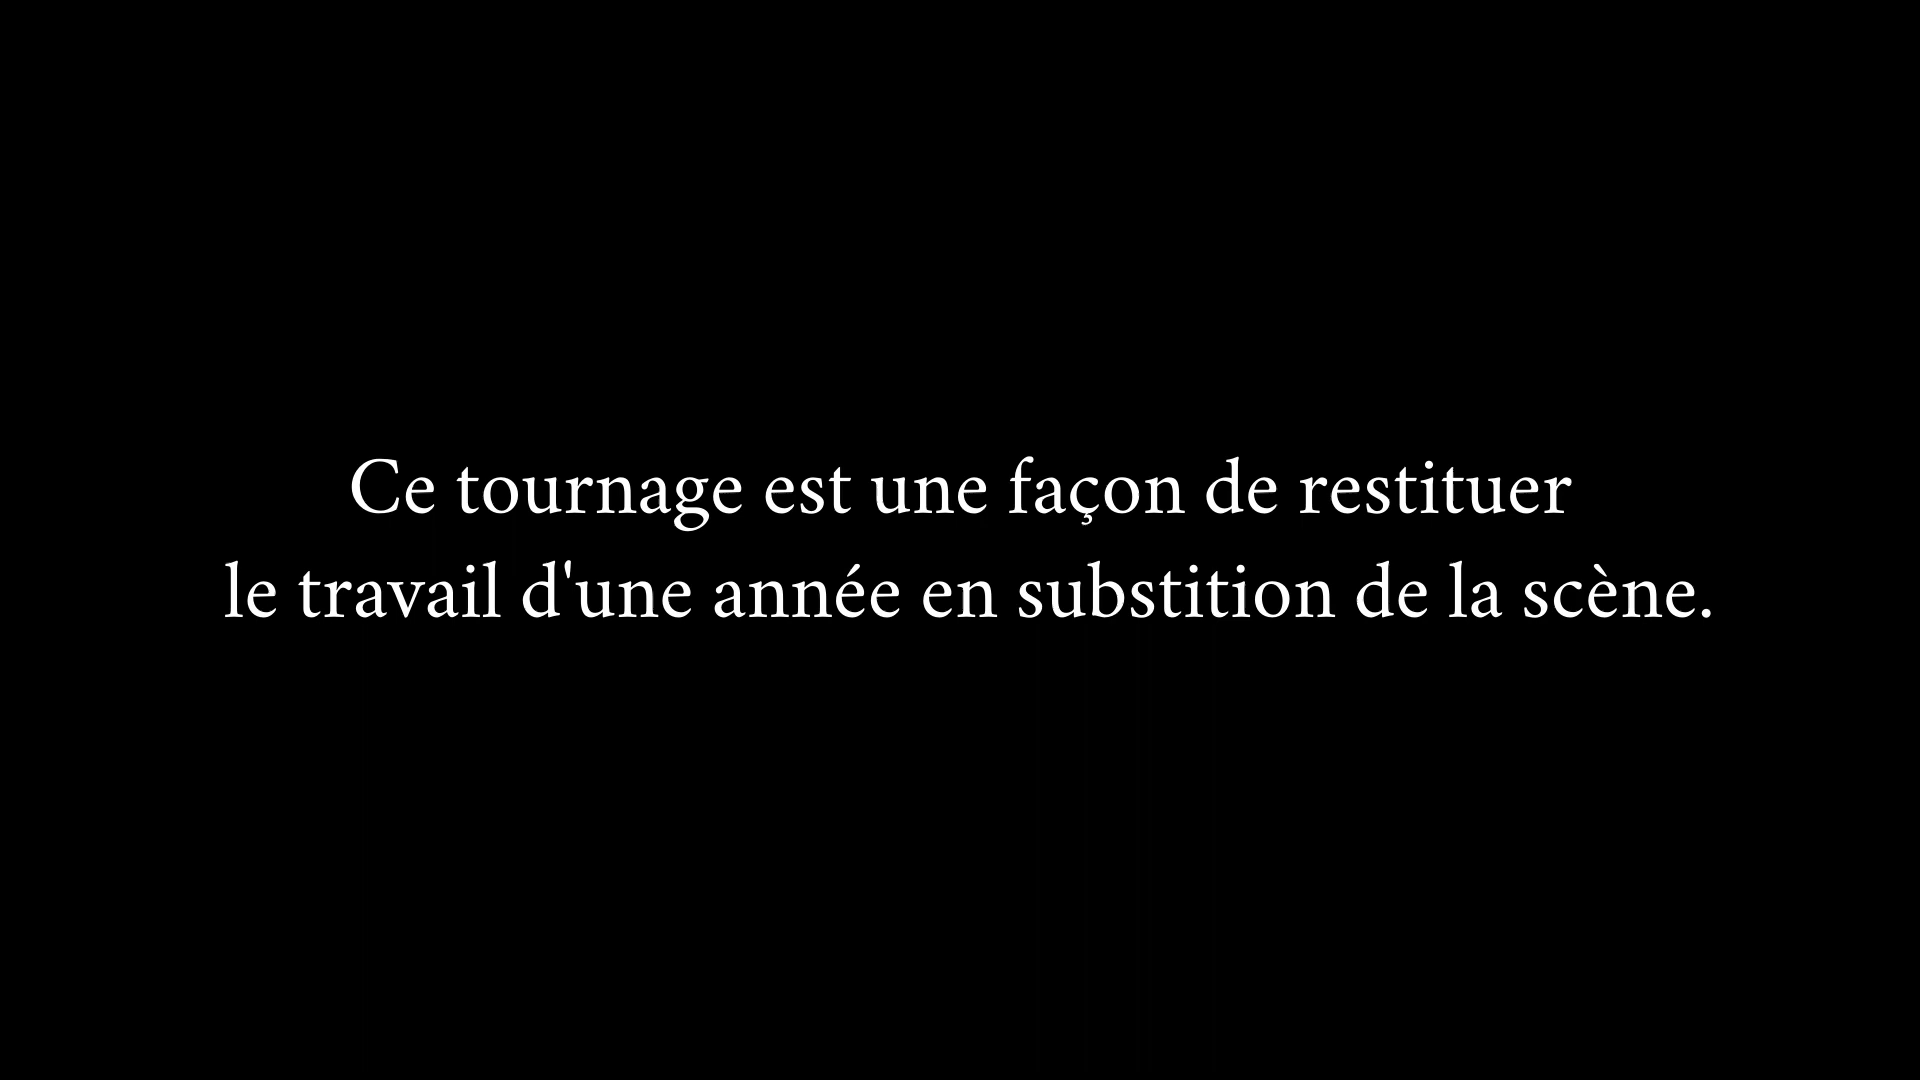 Ce tournage est une façon de restituer
le travail d'une année en substition de la scène.